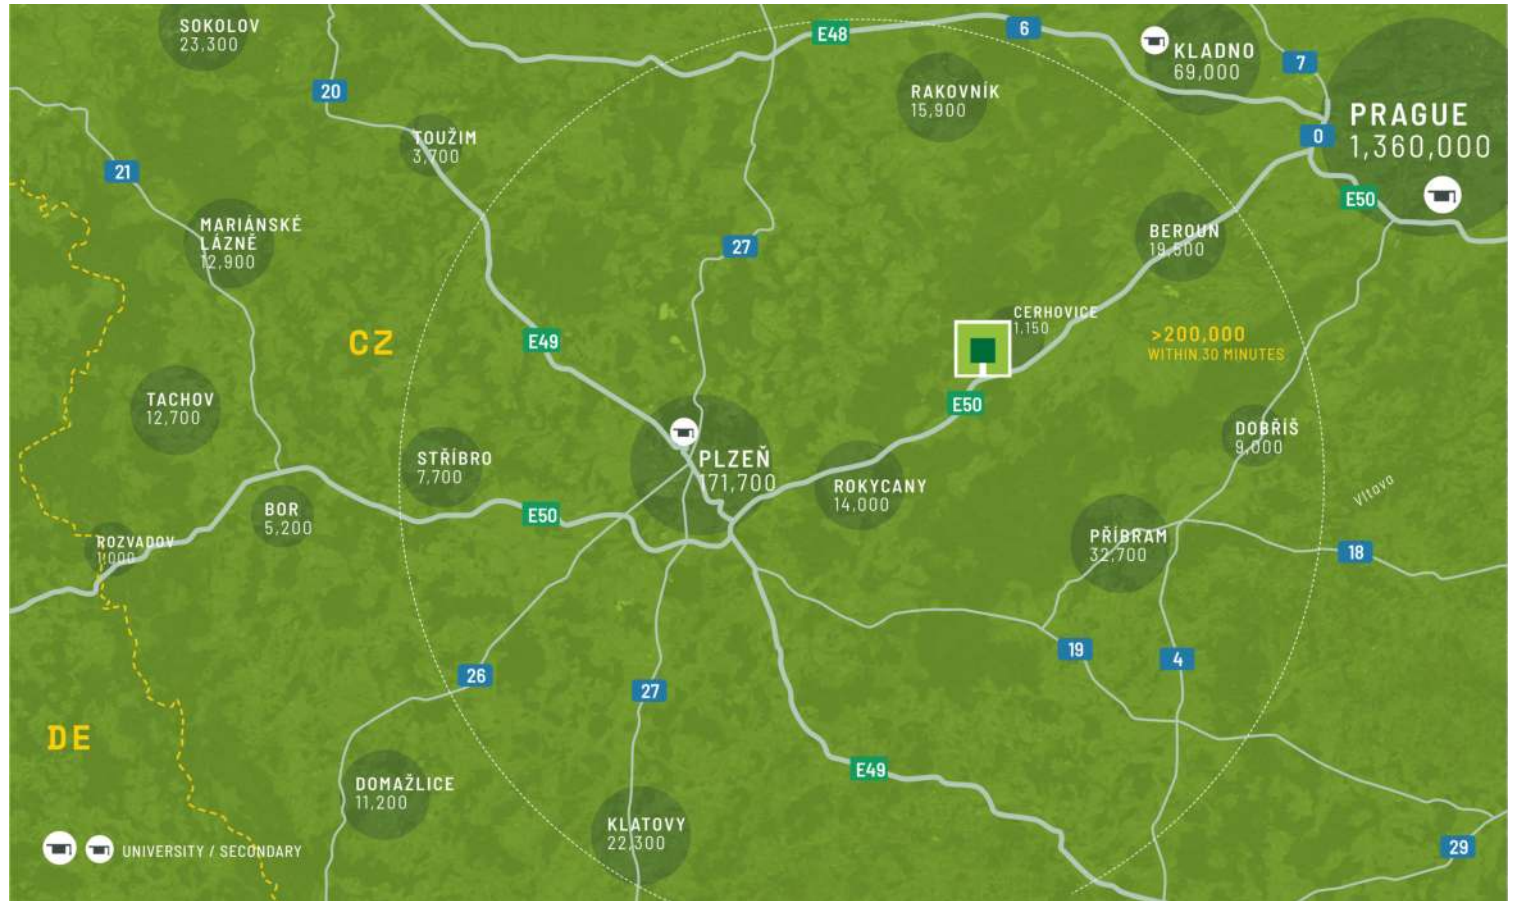 SOKOLOV
23,300
E48
6
KLADNO
69,000
7
20
RAKOVNÍK
15,900
PRAGUE
1,360,000
0
TOUŽIM
3,700
21
E50
MARIÁNSKÉ
LÁZNĚ
12,900
27
BEROUN
19,500
CERHOVICE
1,150
CZ
E49
>200,000
WITHIN 30 MINUTES
TACHOV
12,700
E50
DOBŘÍŠ
9,000
STŘÍBRO
7,700
PLZEŇ
171,700
ROKYCANY
14,000
Vltava
BOR
5,200
E50
ROZVADOV
1,000
PŘÍBRAM
32,700
18
19
4
26
27
DE
E49
DOMAŽLICE
11,200
KLATOVY
22,300
29
UNIVERSITY / SECONDARY